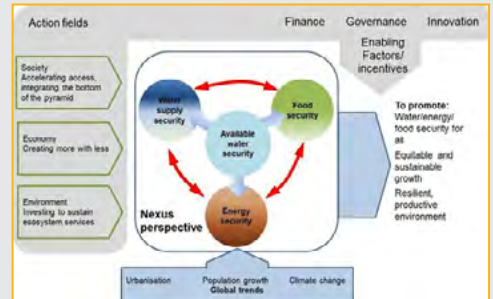 Action fields
Finance Governance Innovation
Enabling
Factors/
incentives
Society
Accelerating access,
integrating the bottom
of the pyramid
Economy
Creating more with less
Environment
Investing to sustain
ecosystem services
Water
supply
security
Food
security
Available
water
security
Energy
security
Nexus
perspective
To promote:
Water/energy/
food security for
all
Equitable and
sustainable
growth
Resilient,
productive
environment
Urbanisation Population growth Climate change
Global trends